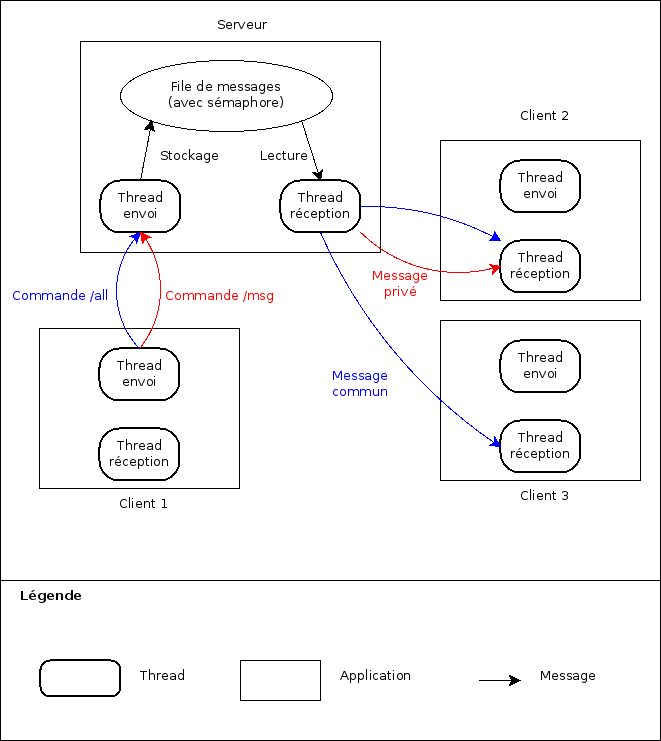 Serveur
File de messages
(avec sémaphore)
Stockage
Lecture
Thread
envoi
Thread
réception
Client 2
Thread
envoi
Thread
réception
Message
privé
Commande /all
Commande /msg
Message
commun
Thread
envoi
Thread
réception
Client 1
Thread
envoi
Thread
réception
Client 3
Légende
Thread
Application
Message